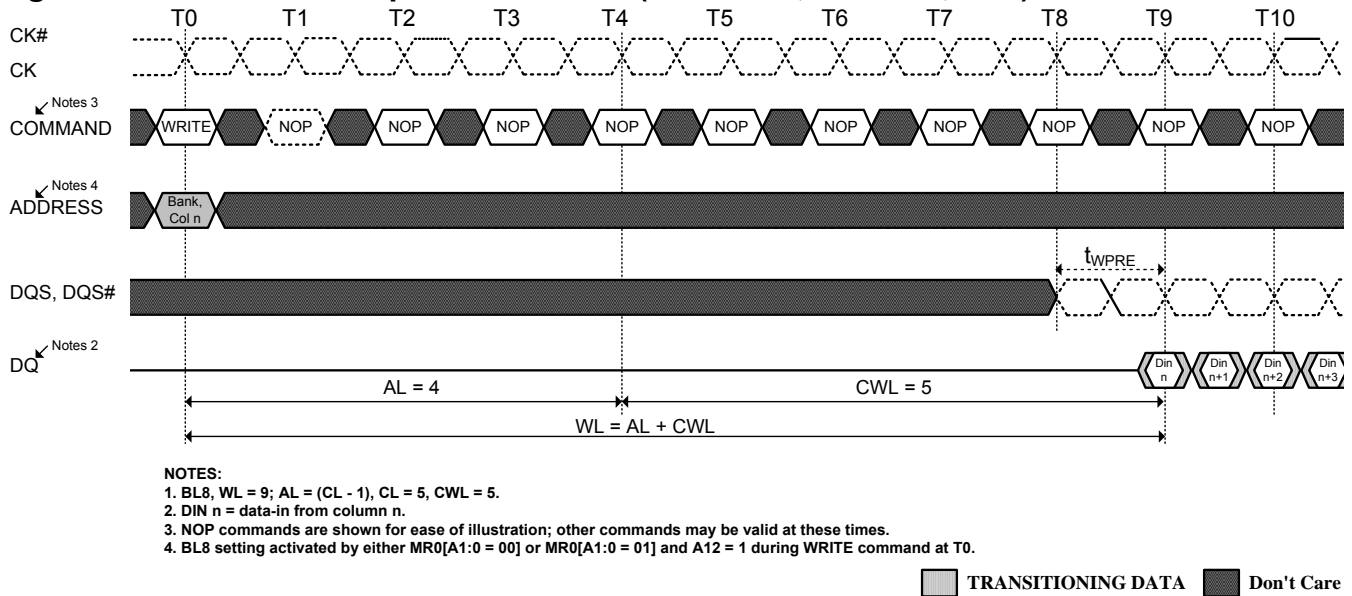 T0 T1 T2 T3 T4 T5 T6 T7 T8 T9 T10
CK#
CK
Notes 3
COMMAND
WRITE NOP NOP NOP NOP NOP NOP NOP NOP NOP NOP
Notes 4
ADDRESS
Bank,
Col n
tWPRE
DQS, DQS#
Notes 2
DQ
Din
n
Din
n+1
Din
n+2
Din
n+3
AL = 4
CWL = 5
WL = AL + CWL
NOTES:
1. BL8, WL = 9; AL = (CL - 1), CL = 5, CWL = 5.
2. DIN n = data-in from column n.
3. NOP commands are shown for ease of illustration; other commands may be valid at these times.
4. BL8 setting activated by either MR0[A1:0 = 00] or MR0[A1:0 = 01] and A12 = 1 during WRITE command at T0.
TRANSITIONING DATA
Don't Care